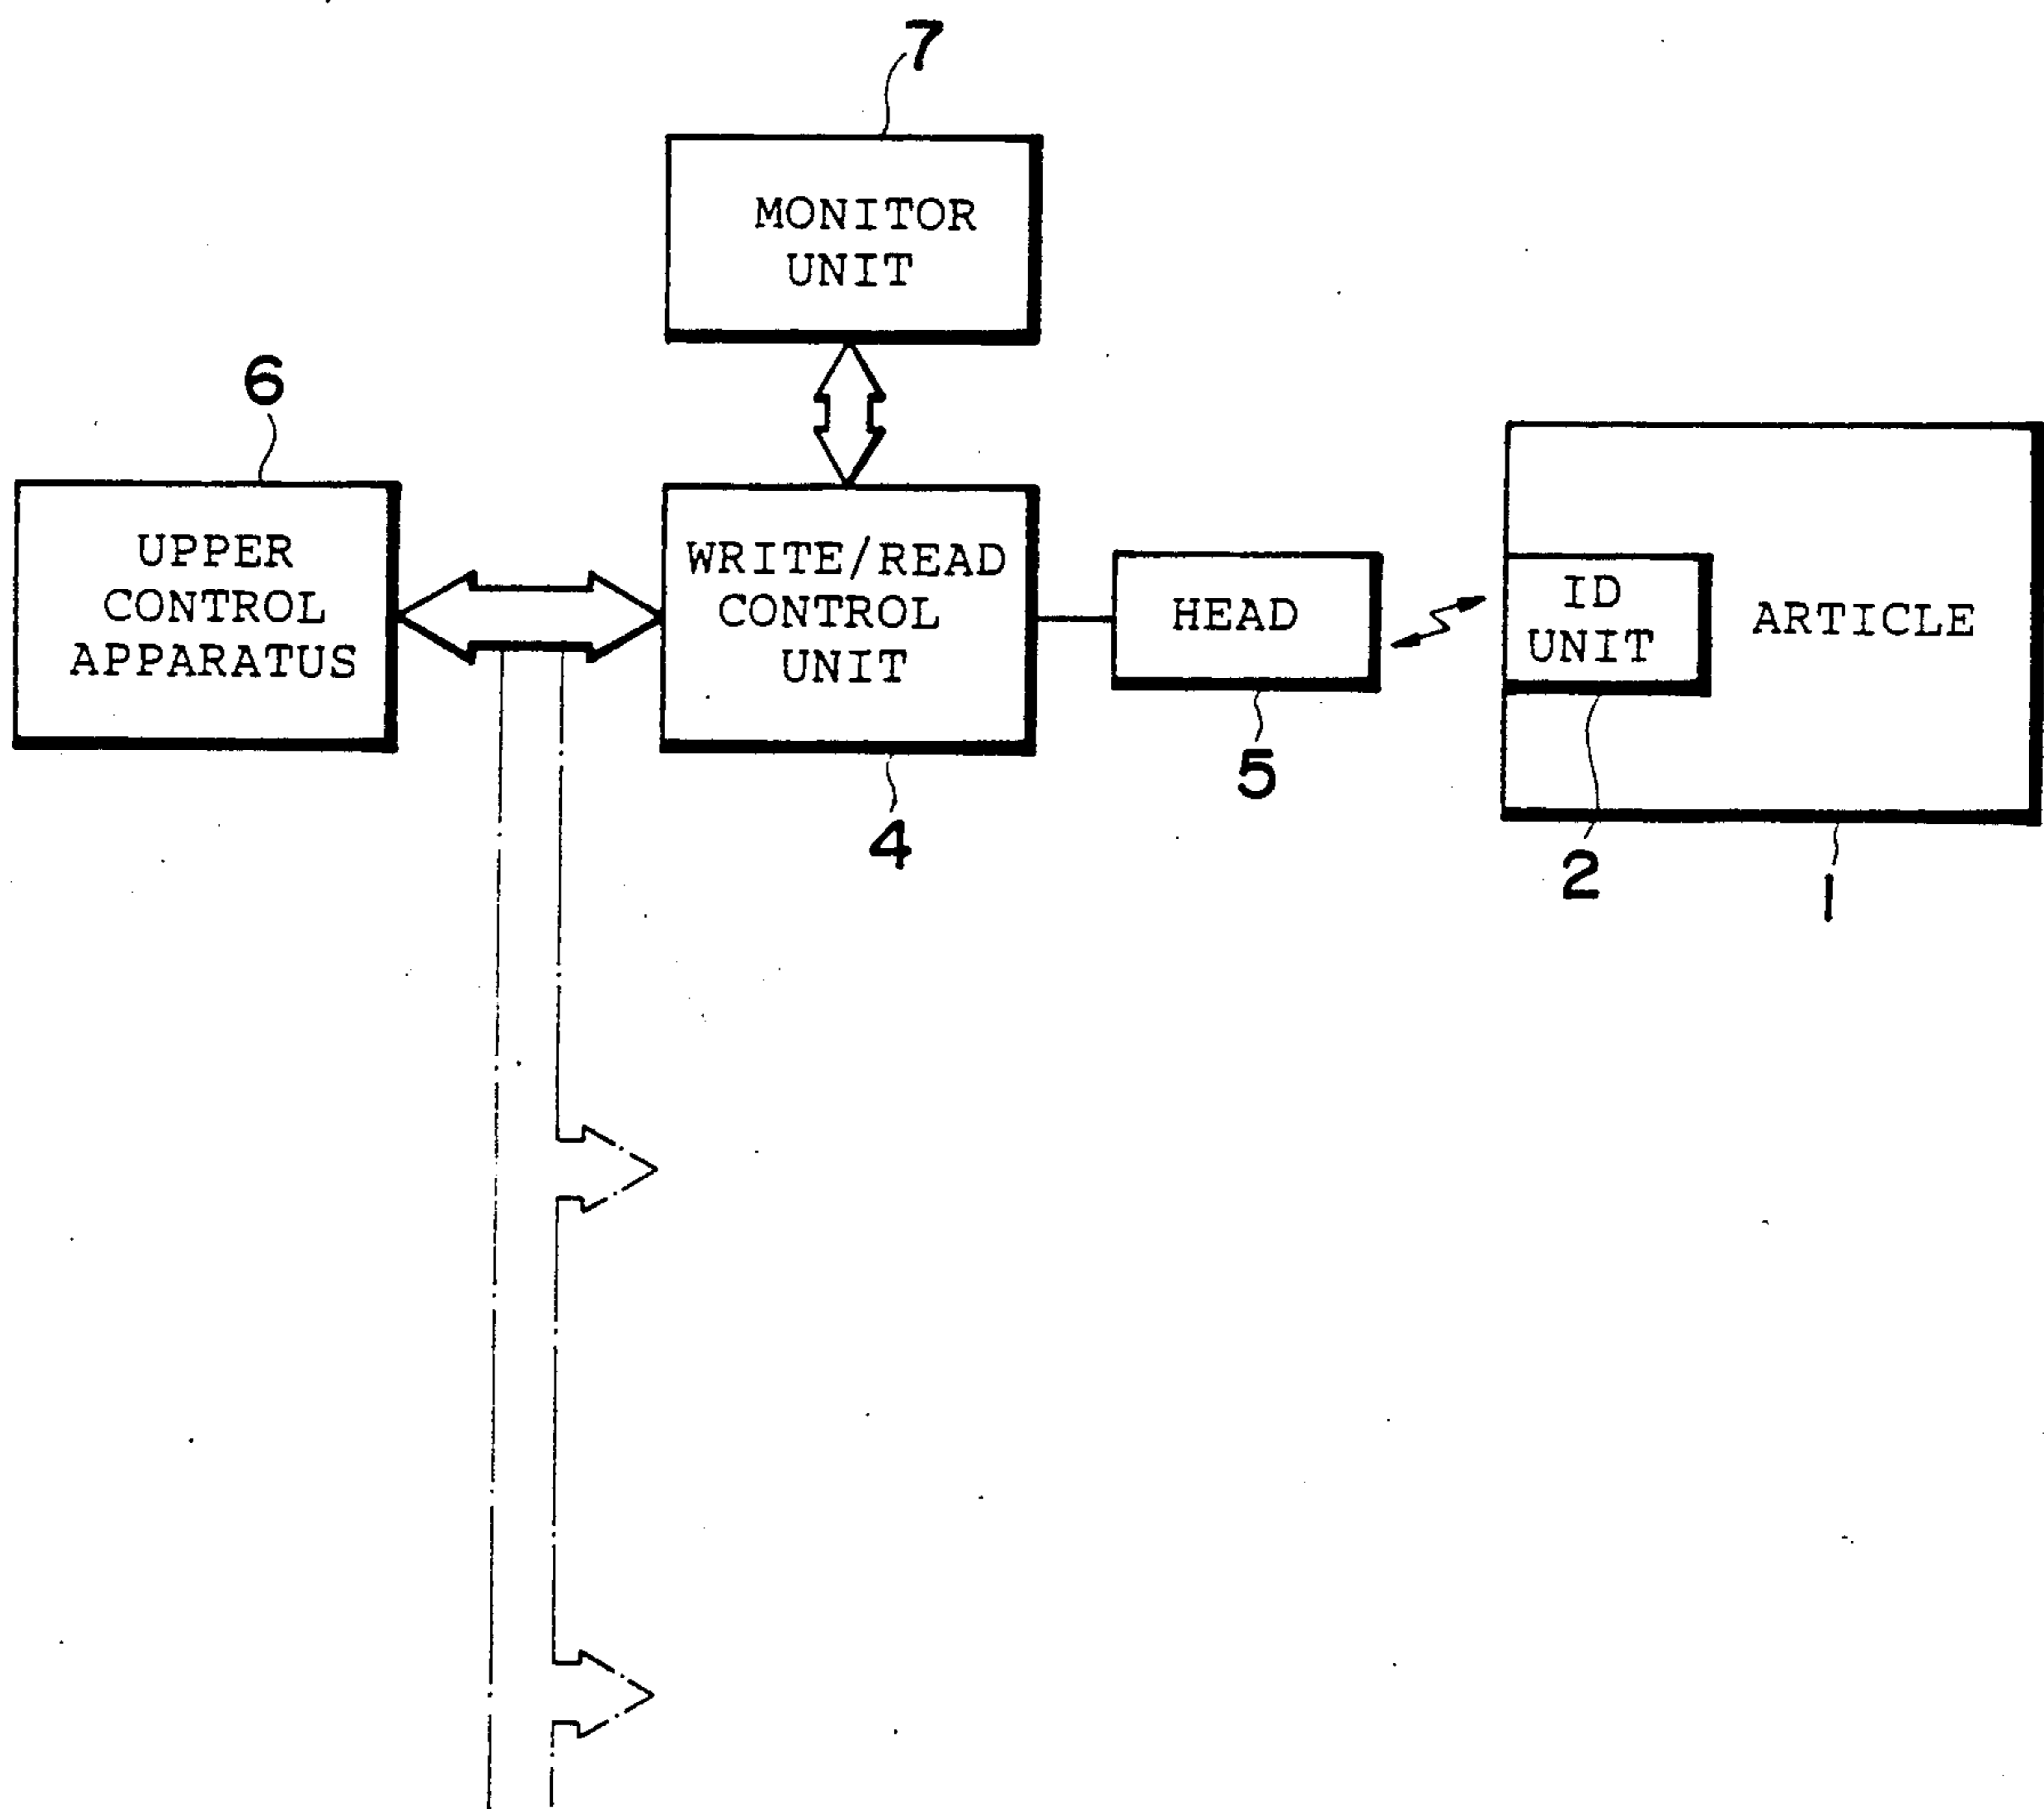 7
MONITOR
UNIT
6
UPPER
CONTROL
APPARATUS
WRITE/READ
CONTROL
UNIT
4
HEAD
5
ID
UNIT
2
ARTICLE
1